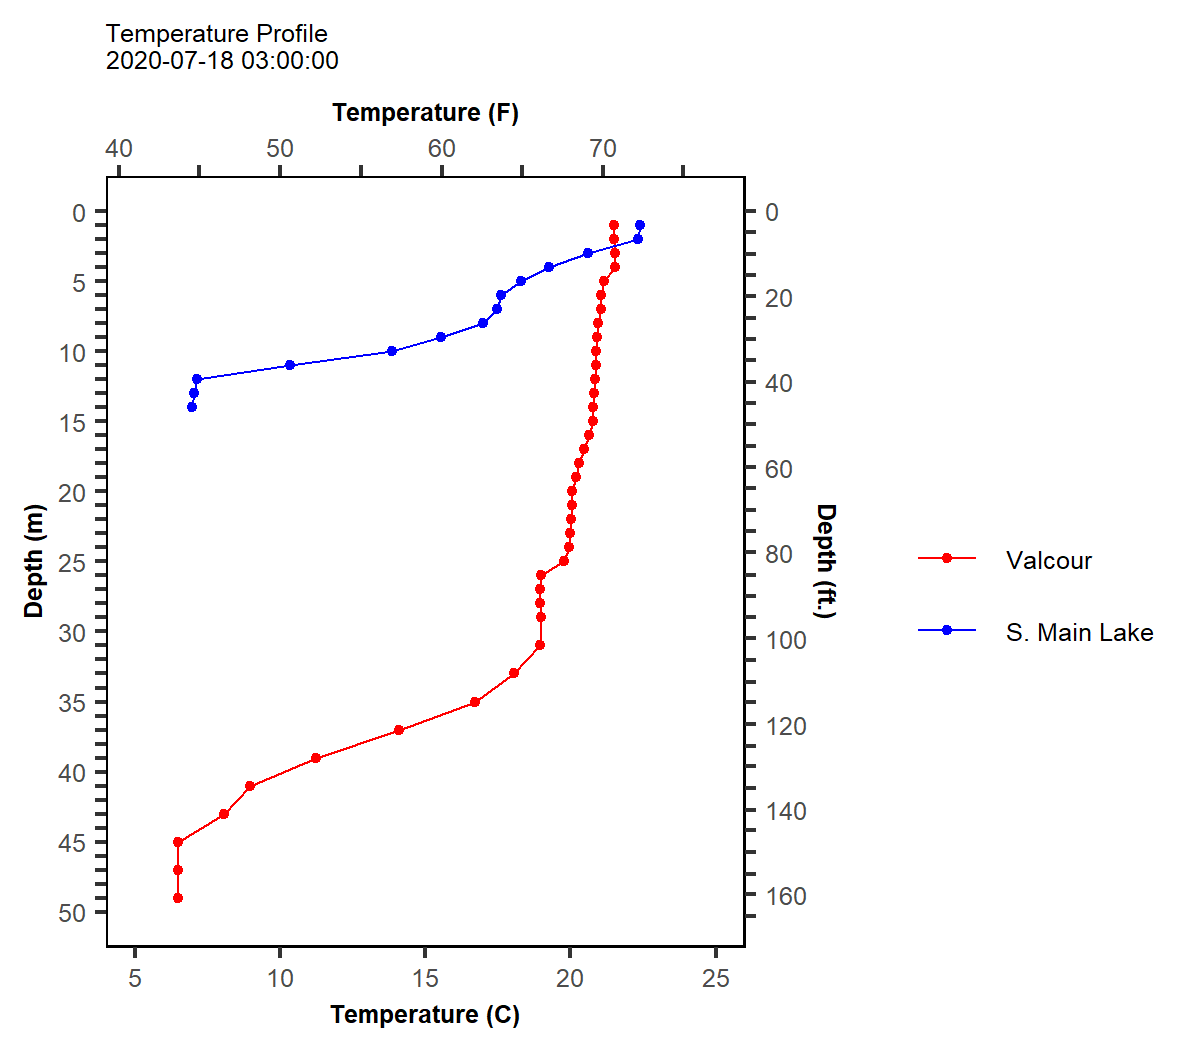 Temperature Profile
2020-07-18 03:00:00
Temperature (F)
40 50 60 70
0
5
10
15
20
25
30
35
40
45
50
Depth (m)
0
20
40
60
80
100
120
140
160
Depth (ft.)
Valcour
S. Main Lake
5 10 15 20 25
Temperature (C)